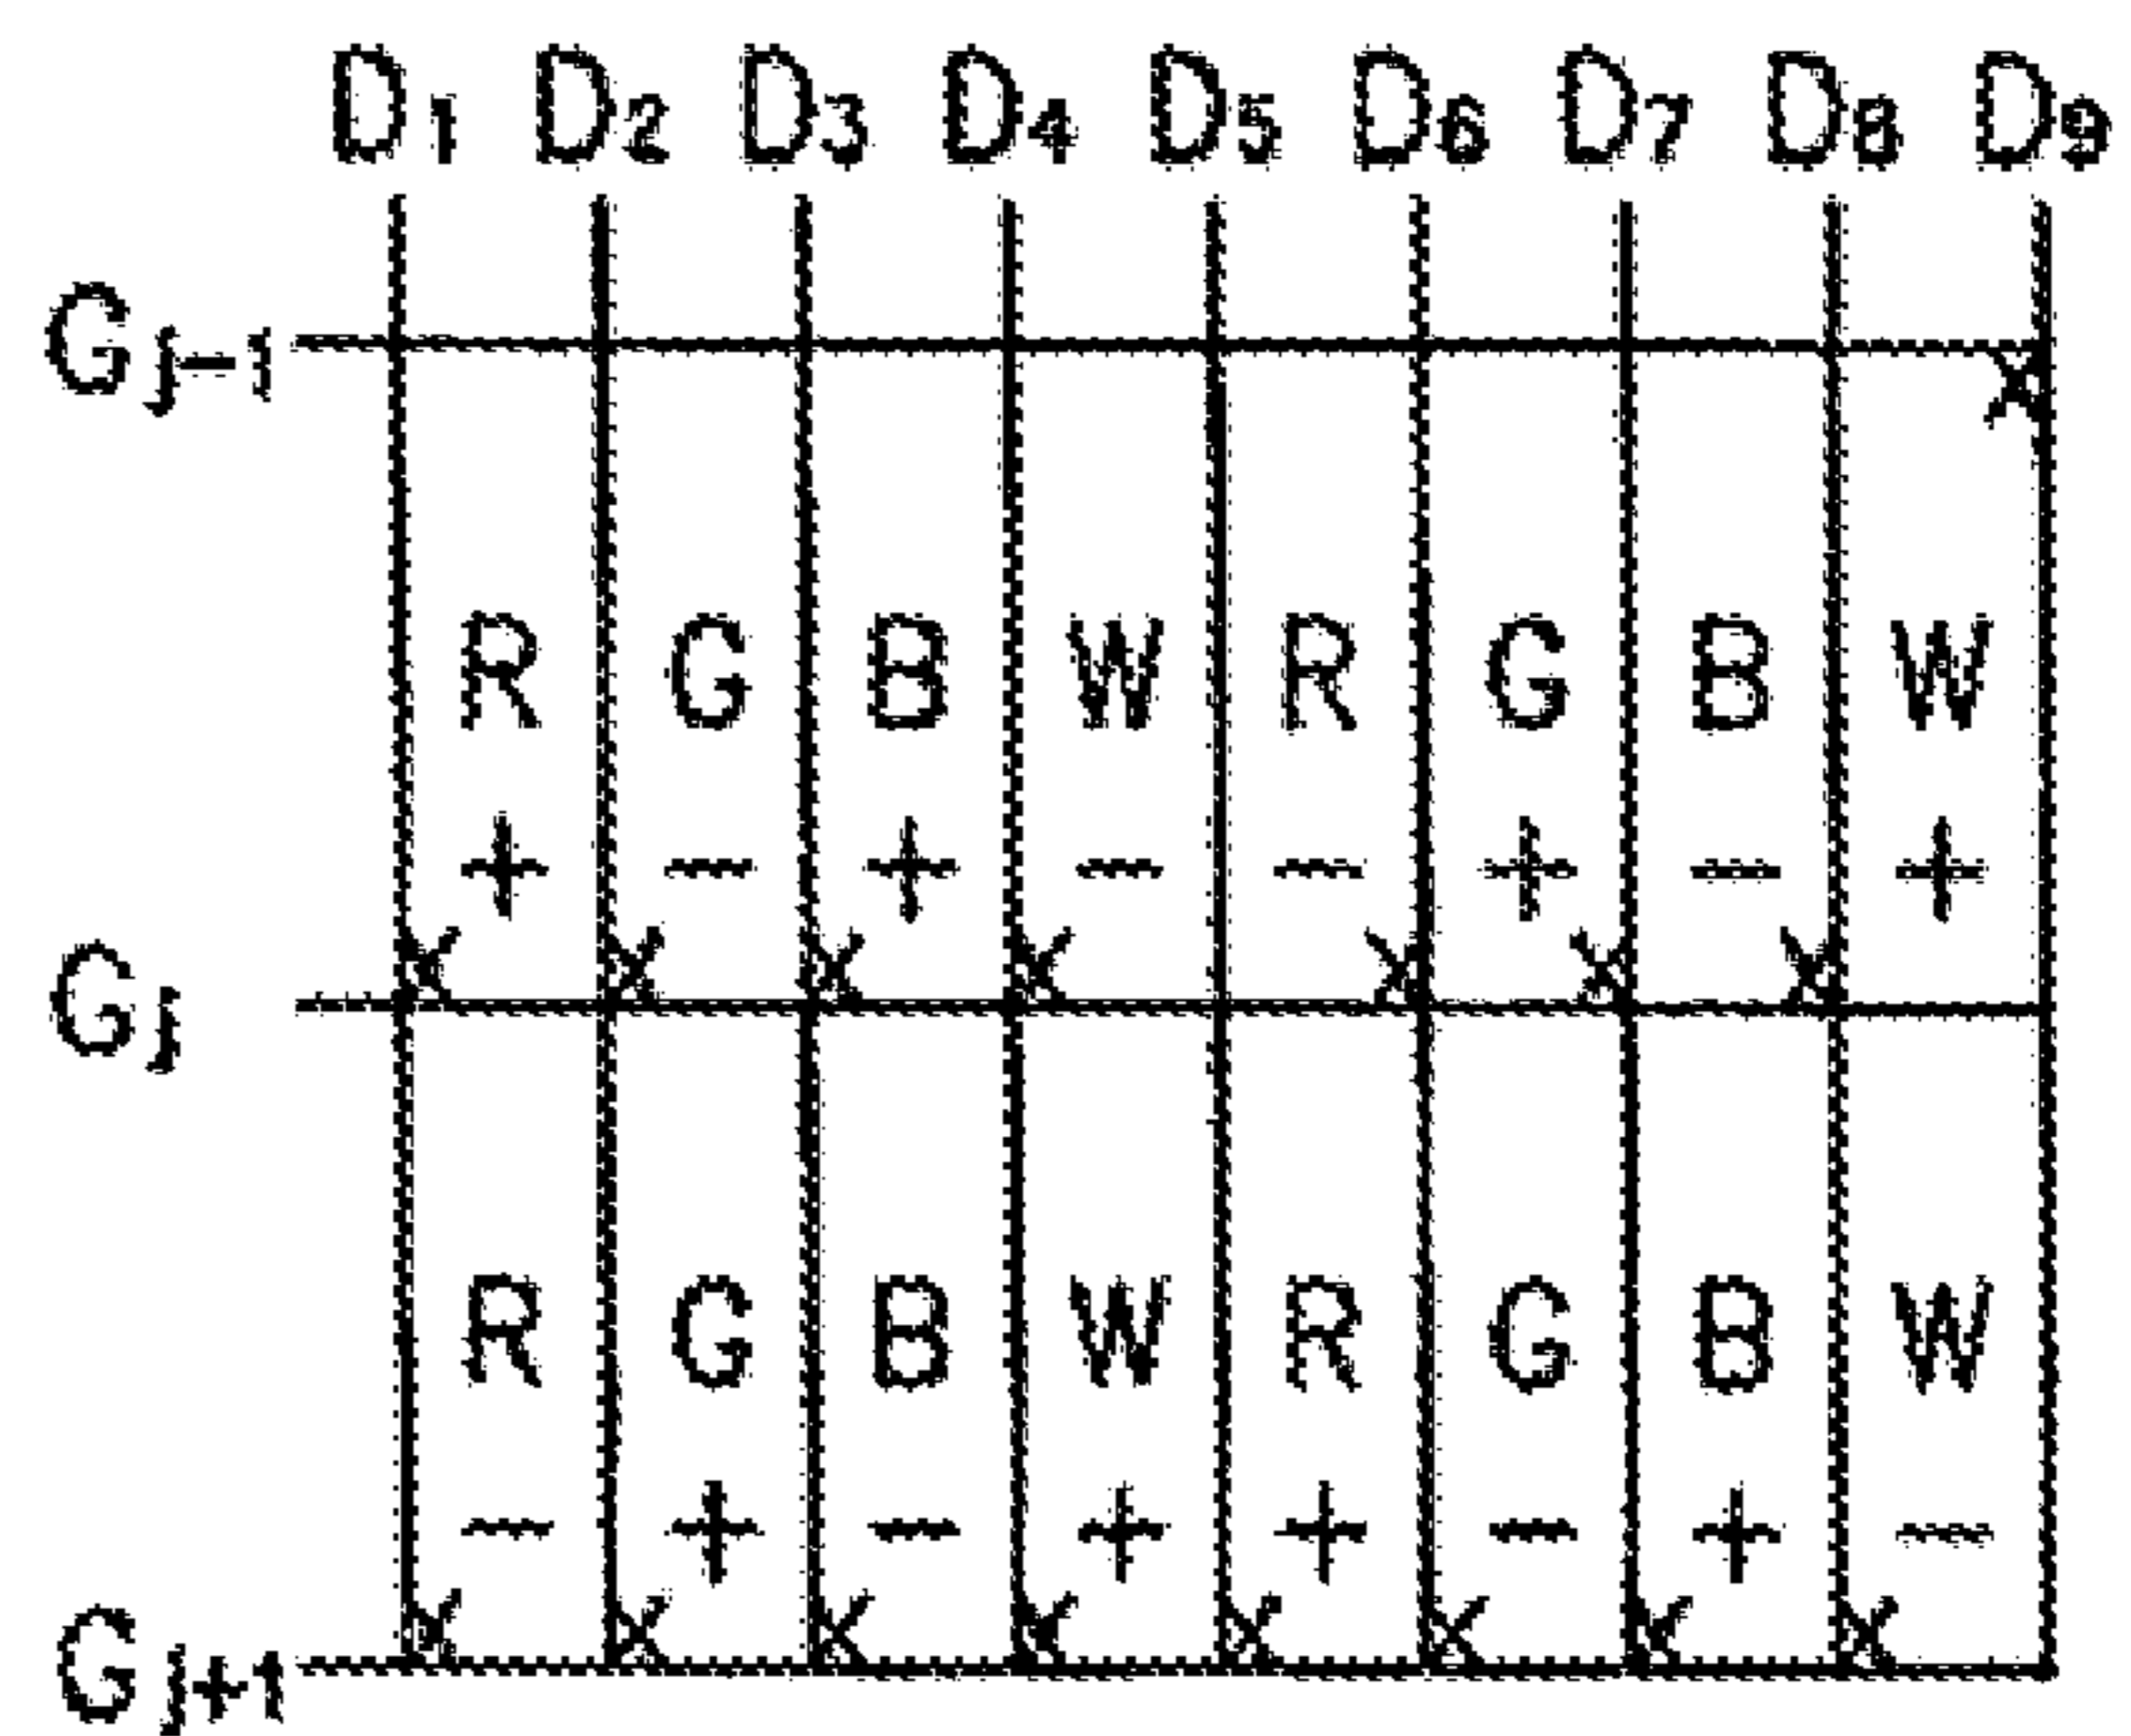 D1 D2 D3 D4 D5 D6 D7 D8 D9
Gj-1
R G B W R G B W
+ - + - - + - +
Gj
R G B W R G B W
- + - + + - + -
Gj+1